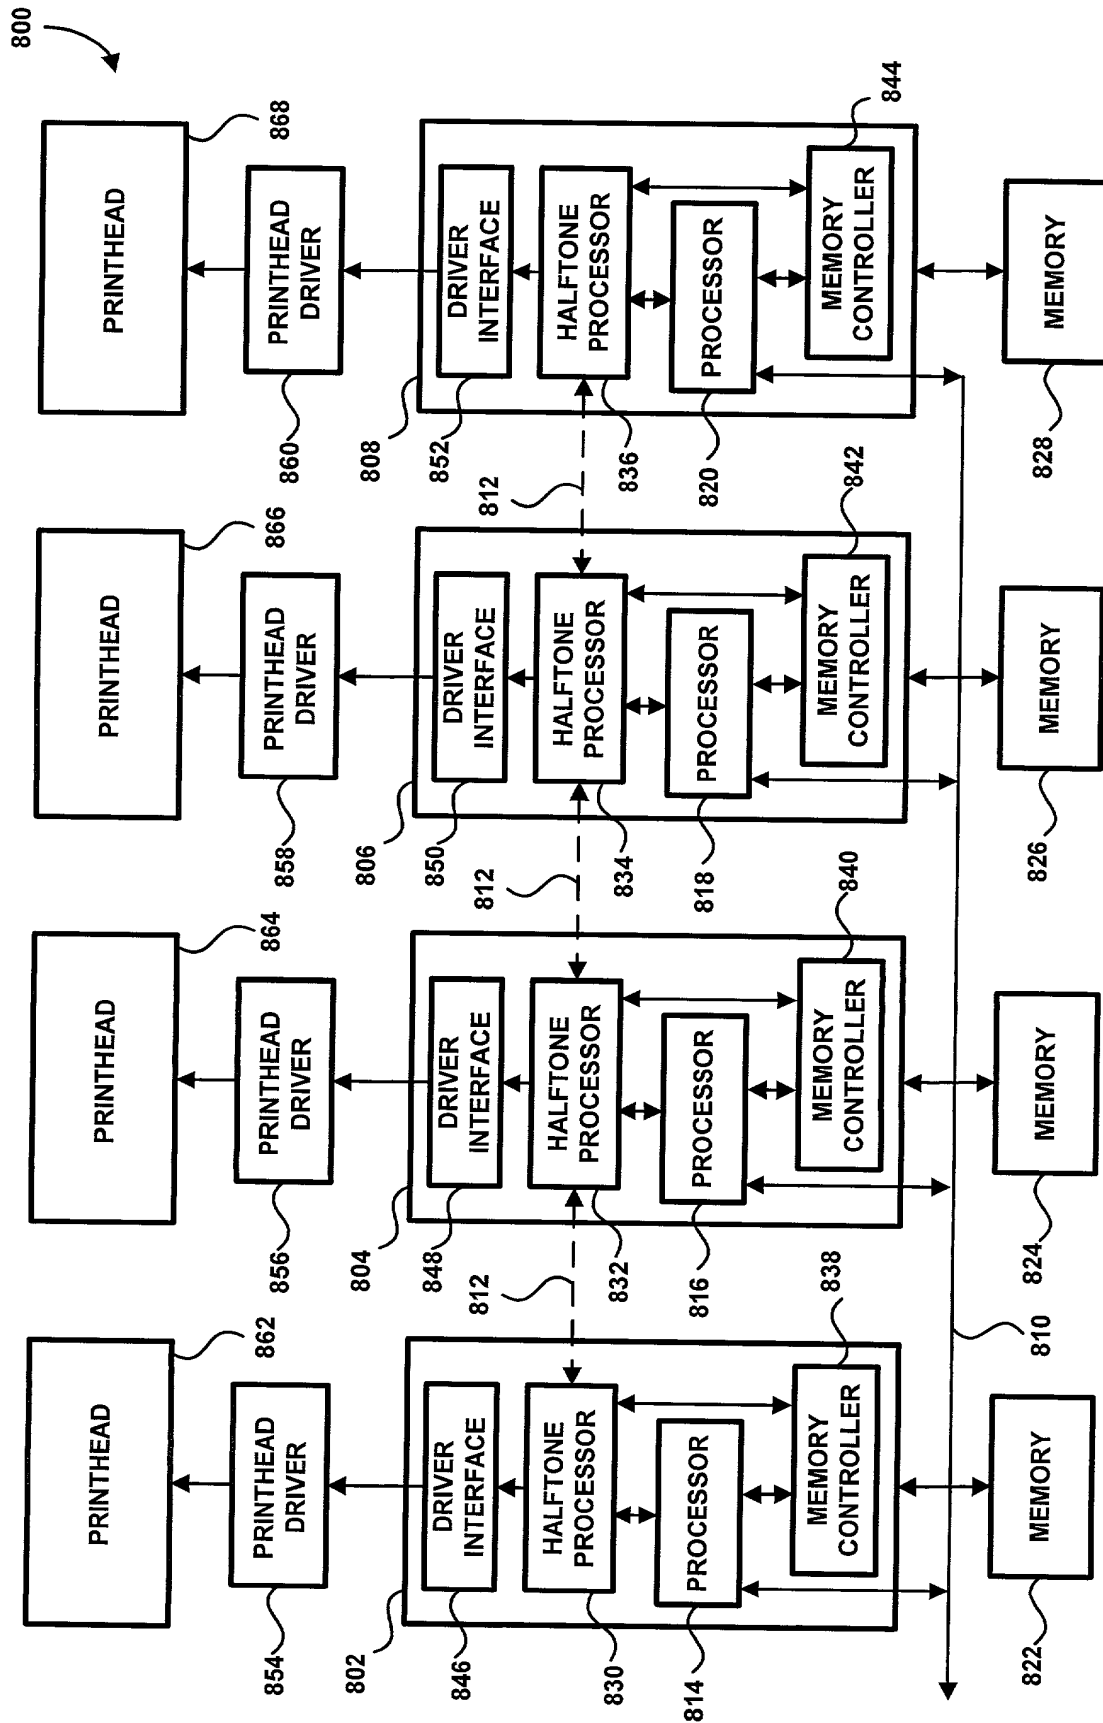 800
PRINTHEAD
PRINTHEAD
PRINTHEAD
PRINTHEAD
862
864
866
868
PRINTHEAD
DRIVER
PRINTHEAD
DRIVER
PRINTHEAD
DRIVER
PRINTHEAD
DRIVER
854
856
858
860
802
804
806
808
846
DRIVER
INTERFACE
848
DRIVER
INTERFACE
850
DRIVER
INTERFACE
852
DRIVER
INTERFACE
812
812
812
830
HALFTONE
PROCESSOR
832
HALFTONE
PROCESSOR
834
HALFTONE
PROCESSOR
836
HALFTONE
PROCESSOR
814
PROCESSOR
816
PROCESSOR
818
PROCESSOR
820
PROCESSOR
MEMORY
CONTROLLER
838
MEMORY
CONTROLLER
840
MEMORY
CONTROLLER
842
MEMORY
CONTROLLER
844
810
822
MEMORY
824
MEMORY
826
MEMORY
828
MEMORY